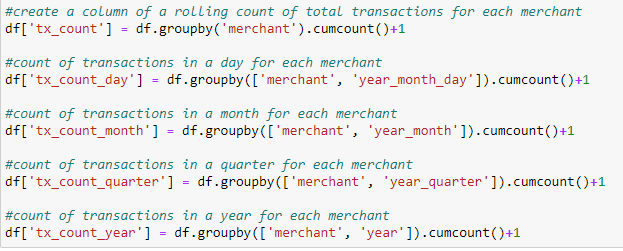 #create a column of a rolling count of total transactions for each merchant
df['tx_count'] = df.groupby('merchant').cumcount()+1
#count of transactions in a day for each merchant
df['tx_count_day'] = df.groupby(['merchant', 'year_month_day']).cumcount()+1
#count of transactions in a month for each merchant
df['tx_count_month'] = df.groupby(['merchant', 'year_month']).cumcount()+1
#count of transactions in a quarter for each merchant
df['tx_count_quarter'] = df.groupby(['merchant', 'year_quarter']).cumcount()+1
#count of transactions in a year for each merchant
df['tx_count_year'] = df.groupby(['merchant', 'year']).cumcount()+1